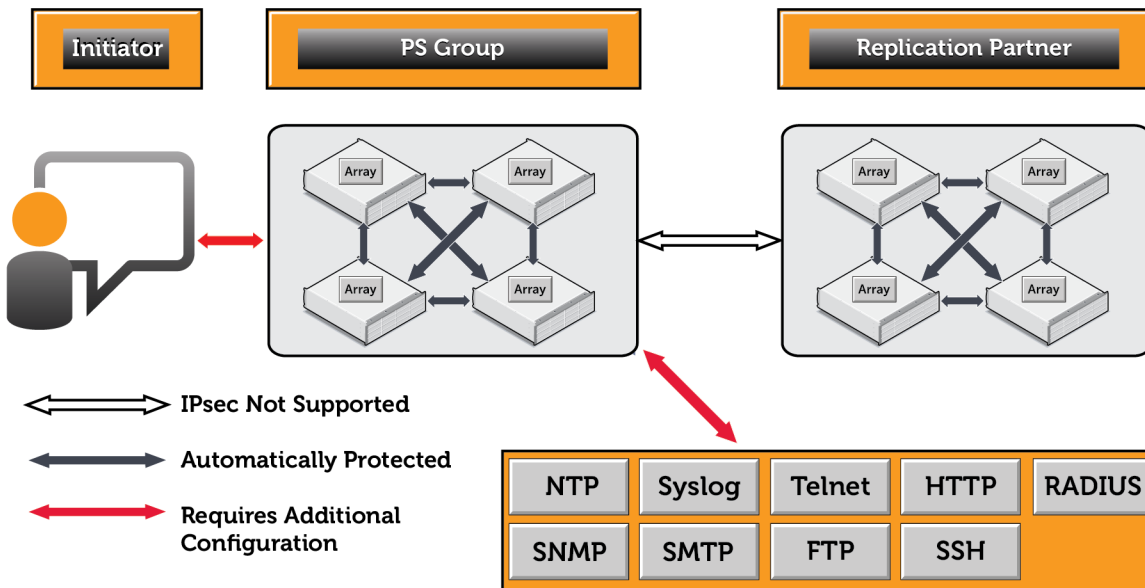 Initiator
PS Group
Replication Partner
Array
Array
Array
Array
Array
Array
Array
Array
IPsec Not Supported
Automatically Protected
Requires Additional
Configuration
NTP
Syslog
Telnet
HTTP
RADIUS
SNMP
SMTP
FTP
SSH